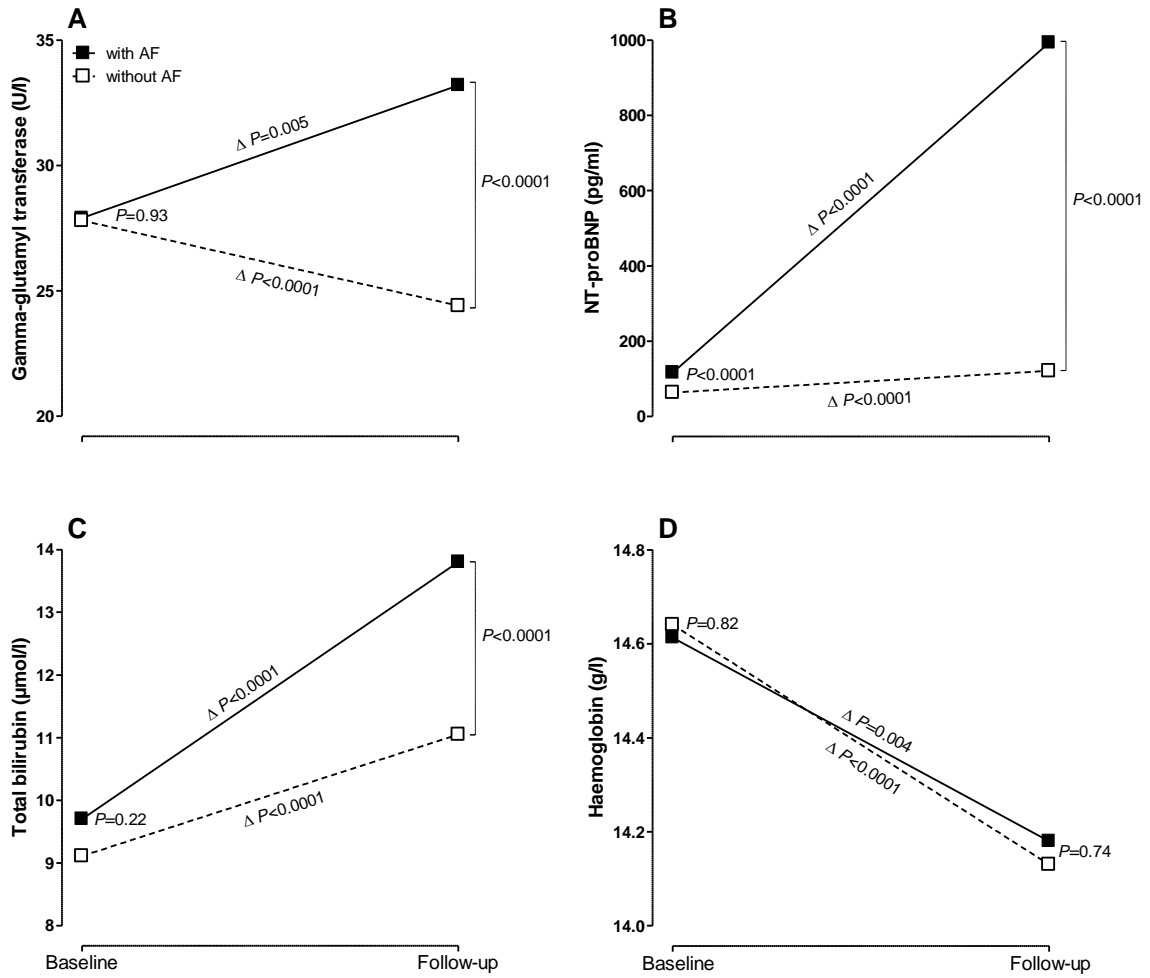 A
Gamma-glutamyl transferase (U/l)
35
30
25
20
with AF
without AF
Δ P=0.005
P=0.93
Δ P<0.0001
P<0.0001
B
NT-proBNP (pg/ml)
1000
800
600
400
200
0
Δ P<0.0001
P<0.0001
Δ P<0.0001
P<0.0001
C
Total bilirubin (µmol/l)
14
13
12
11
10
9
8
Δ P<0.0001
P=0.22
Δ P<0.0001
P<0.0001
Baseline
Follow-up
D
Haemoglobin (g/l)
14.8
14.6
14.4
14.2
14.0
P=0.82
Δ P=0.004
Δ P<0.0001
P=0.74
Baseline
Follow-up